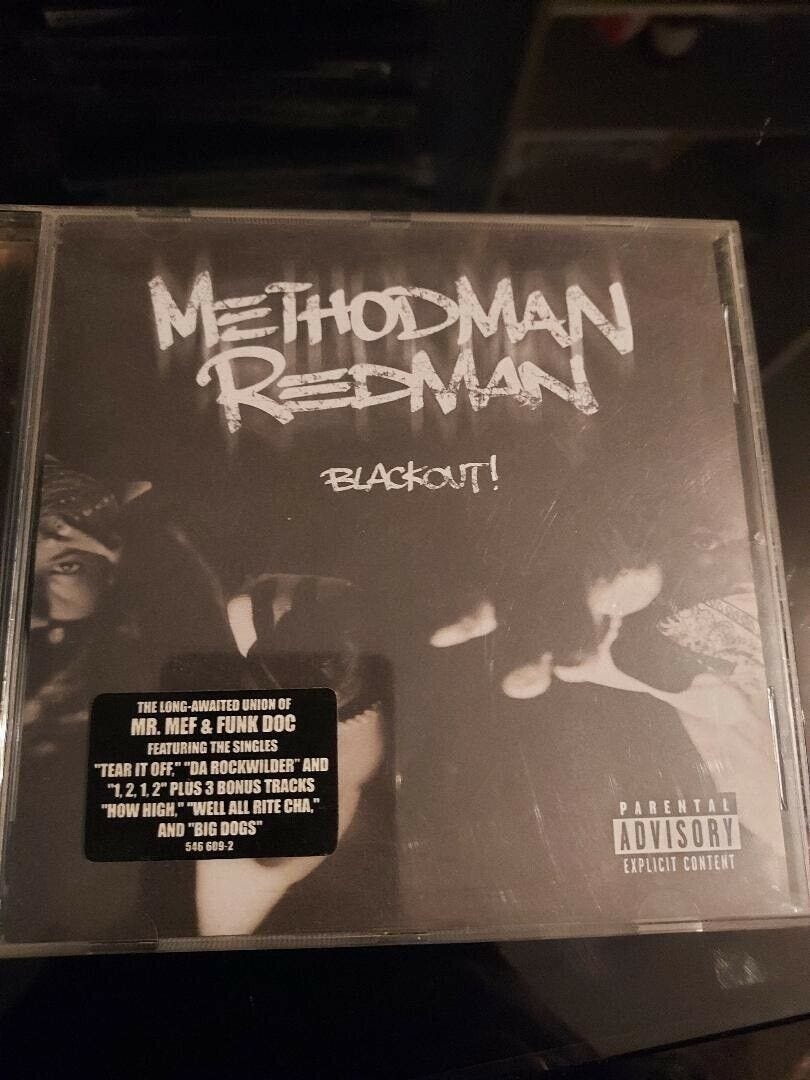 METHODMAN
REDMAN
BLACKOUT!
THE LONG-AWAITED UNION OF
MR. MEF & FUNK DOC
FEATURING THE SINGLES
"TEAR IT OFF," "DA ROCKWILDER" AND
"1, 2, 1, 2" PLUS 3 BONUS TRACKS
"HOW HIGH," "WELL ALL RITE CHA,"
AND "BIG DOGS"
546 609-2
PARENTAL
ADVISORY
EXPLICIT CONTENT